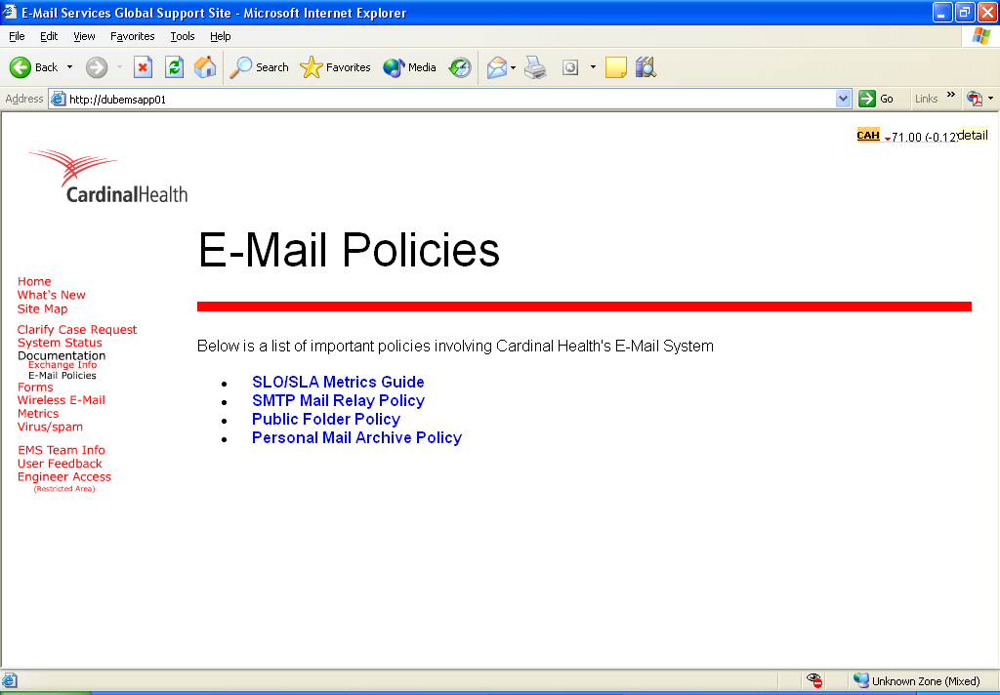 E-Mail Services Global Support Site - Microsoft Internet Explorer
File Edit View Favorites Tools Help
Back Search Favorites Media
Address http://dubemsapp01 Go Links »
CAH 71.00 (-0.12) detail
CardinalHealth
E-Mail Policies
Home
What's New
Site Map
Clarify Case Request
System Status
Documentation
Exchange Info
E-Mail Policies
Forms
Wireless E-Mail
Metrics
Virus/spam
EMS Team Info
User Feedback
Engineer Access
(Restricted Area)
Below is a list of important policies involving Cardinal Health's E-Mail System
SLO/SLA Metrics Guide
SMTP Mail Relay Policy
Public Folder Policy
Personal Mail Archive Policy
Unknown Zone (Mixed)